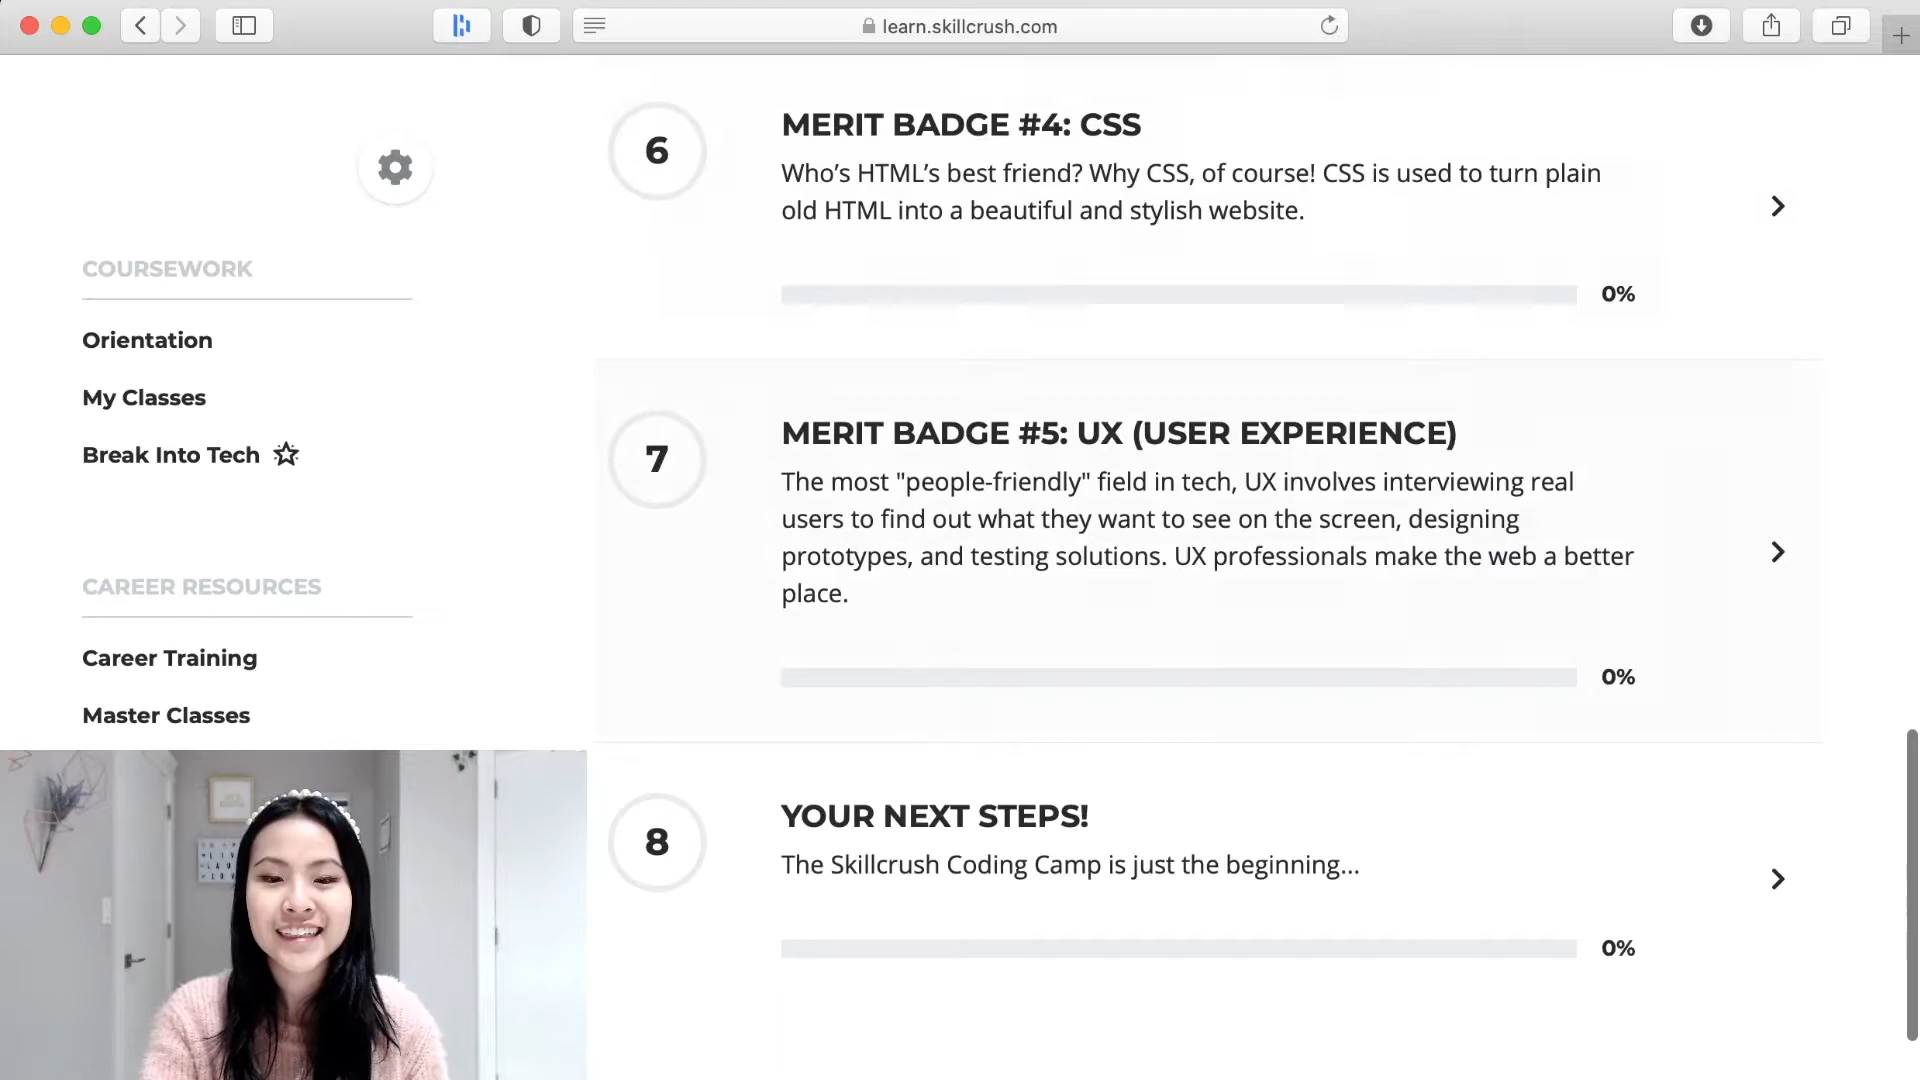 learn.skillcrush.com
COURSEWORK
Orientation
My Classes
Break Into Tech
CAREER RESOURCES
Career Training
Master Classes
6
MERIT BADGE #4: CSS
Who’s HTML’s best friend? Why CSS, of course! CSS is used to turn plain
old HTML into a beautiful and stylish website.
0%
7
MERIT BADGE #5: UX (USER EXPERIENCE)
The most "people-friendly" field in tech, UX involves interviewing real
users to find out what they want to see on the screen, designing
prototypes, and testing solutions. UX professionals make the web a better
place.
0%
8
YOUR NEXT STEPS!
The Skillcrush Coding Camp is just the beginning...
0%